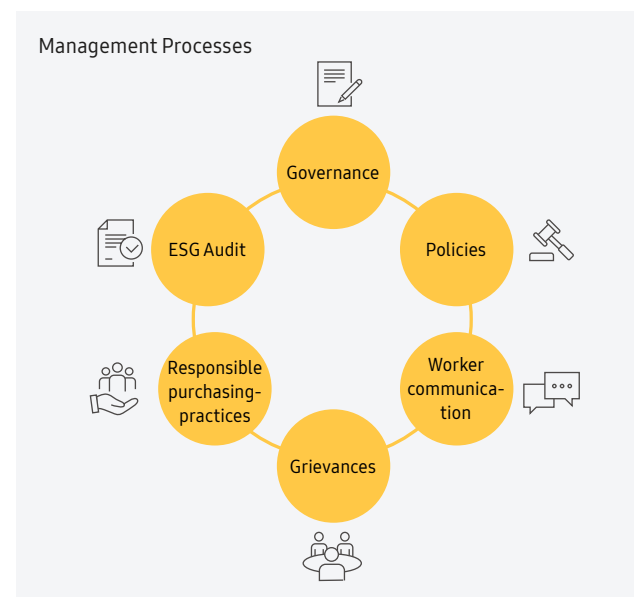 Management Processes
Governance
ESG Audit
Policies
Responsible
purchasing-
practices
Worker
communica-
tion
Grievances